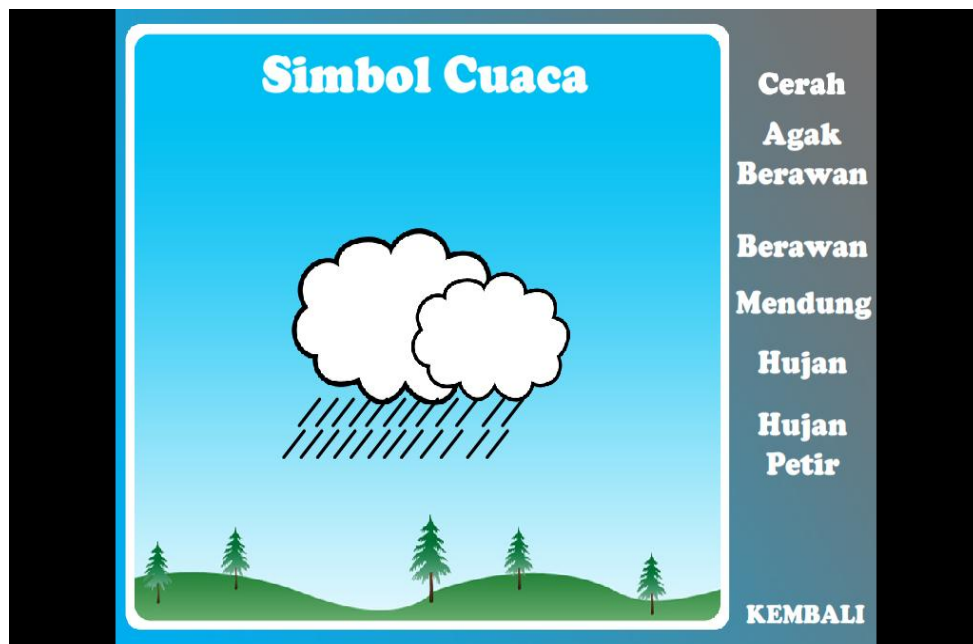 Simbol Cuaca
Cerah
Agak
Berawan
Berawan
Mendung
Hujan
Hujan
Petir
KEMBALI